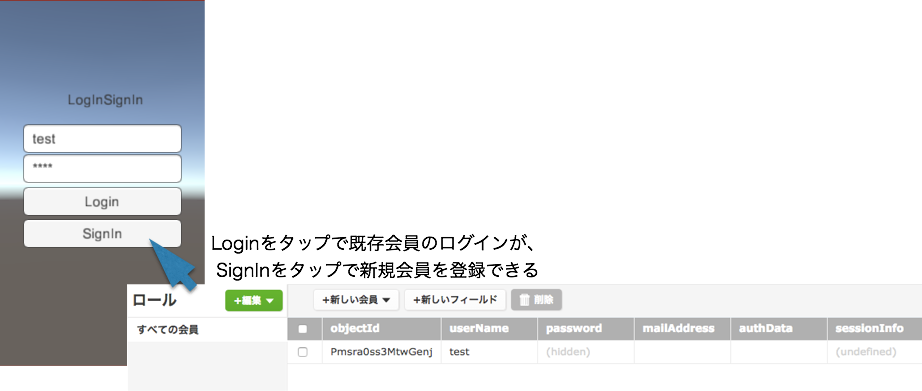 LogInSignIn
test
****
Login
SignIn
Loginをタップで既存会員のログインが、
SignInをタップで新規会員を登録できる
ロール +編集 +新しい会員 +新しいフィールド 削除
すべての会員 objectId userName password mailAddress authData sessionInfo
Pmsra0ss3MtwGenj test (hidden) (undefined)